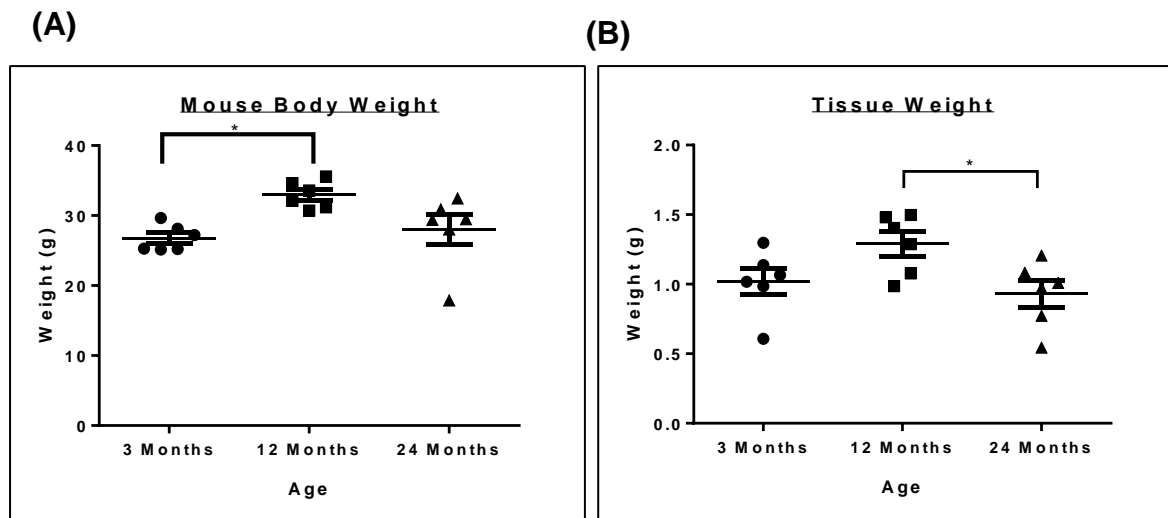 (A)
Mouse Body Weight
*
40
30
20
10
0
Weight (g)
3 Months 12 Months 24 Months
Age
(B)
Tissue Weight
*
2.0
1.5
1.0
0.5
0.0
Weight (g)
3 Months 12 Months 24 Months
Age